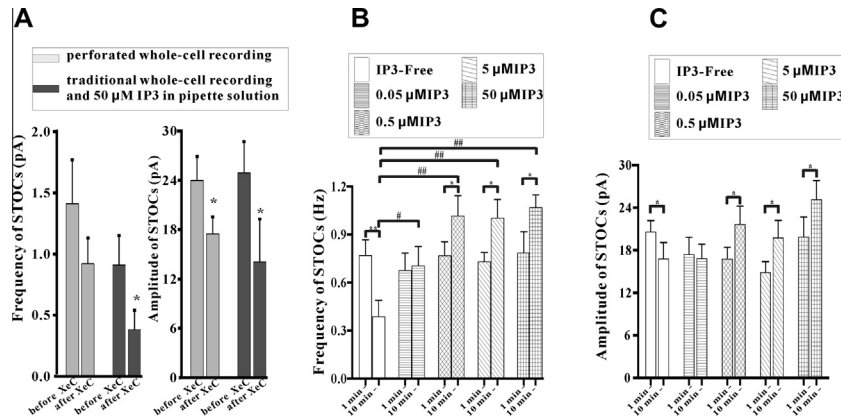 A
perforated whole-cell recording
traditional whole-cell recording
and 50 μM IP3 in pipette solution
Frequency of STOCs (pA)
2.0
1.5
1.0
0.5
0.0
before XeC
after XeC
before XeC
after XeC
*
Amplitude of STOCs (pA)
30
24
18
12
6
0
before XeC
after XeC
before XeC
after XeC
*
*
B
IP3-Free
0.05 μMIP3
0.5 μMIP3
5 μMIP3
50 μMIP3
Frequency of STOCs (Hz)
1.2
0.9
0.6
0.3
0.0
##
##
##
#
**
*
*
*
1 min
10 min
1 min
10 min
1 min
10 min
1 min
10 min
1 min
10 min
C
IP3-Free
0.05 μMIP3
0.5 μMIP3
5 μMIP3
50 μMIP3
Amplitude of STOCs (pA)
30
24
18
12
6
0
*
*
*
*
1 min
10 min
1 min
10 min
1 min
10 min
1 min
10 min
1 min
10 min